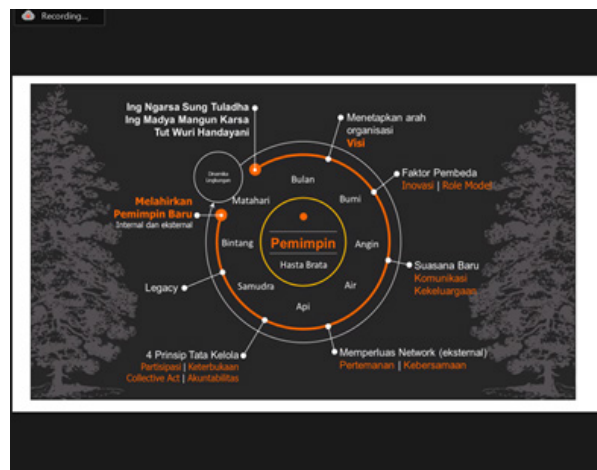 Recording...
Ing Ngarsa Sung Tuladha
Ing Madya Mangun Karsa
Tut Wuri Handayani
Menetapkan arah
organisasi
Visi
Dinamika
Lingkungan
Bulan
Faktor Pembeda
Inovasi | Role Model
Matahari
Bumi
Melahirkan
Pemimpin Baru
Internal dan eksternal
Bintang
Pemimpin
Angin
Hasta Brata
Suasana Baru
Komunikasi
Kekeluargaan
Legacy
Samudra
Air
Api
4 Prinsip Tata Kelola
Partisipasi | Keterbukaan
Collective Act | Akuntabilitas
Memperluas Network (eksternal)
Pertemanan | Kebersamaan